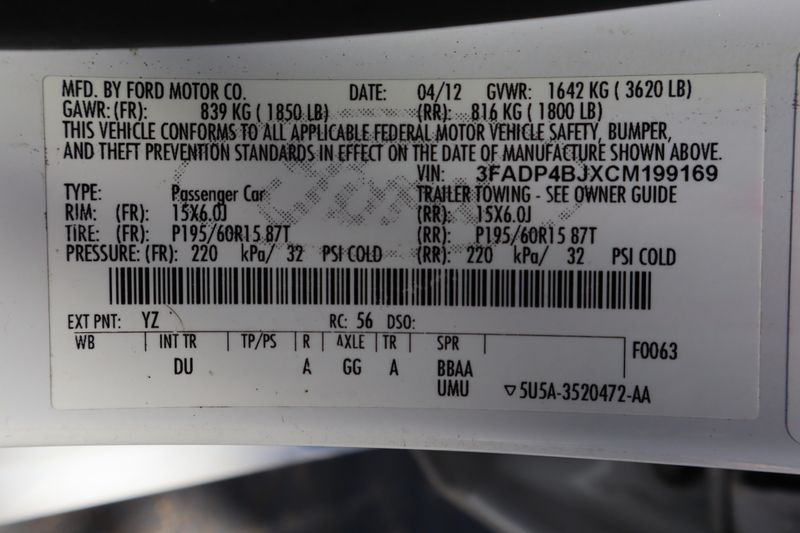 MFD. BY FORD MOTOR CO. DATE: 04/12 GVWR: 1642 KG ( 3620 LB)
GAWR: (FR): 839 KG ( 1850 LB) (RR): 816 KG ( 1800 LB)
THIS VEHICLE CONFORMS TO ALL APPLICABLE FEDERAL MOTOR VEHICLE SAFETY, BUMPER,
AND THEFT PREVENTION STANDARDS IN EFFECT ON THE DATE OF MANUFACTURE SHOWN ABOVE.
VIN: 3FADP4BJXCM199169
TYPE: Passenger Car TRAILER TOWING - SEE OWNER GUIDE
RIM: (FR): 15X6.0J (RR): 15X6.0J
TIRE: (FR): P195/60R15 87T (RR): P195/60R15 87T
PRESSURE: (FR): 220 kPa/ 32 PSI COLD (RR): 220 kPa/ 32 PSI COLD
EXT PNT: YZ RC: 56 DSO:
WB INT TR TP/PS R AXLE TR SPR F0063
DU A GG A BBAA
UMU ▽5U5A-3520472-AA